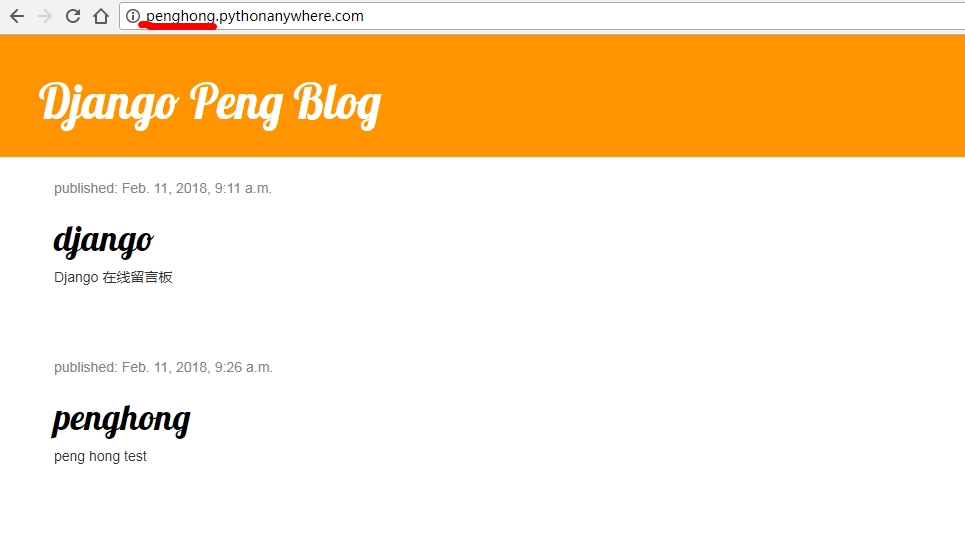 penghong.pythonanywhere.com
Django Peng Blog
published: Feb. 11, 2018, 9:11 a.m.
django
Django 在线留言板
published: Feb. 11, 2018, 9:26 a.m.
penghong
peng hong test